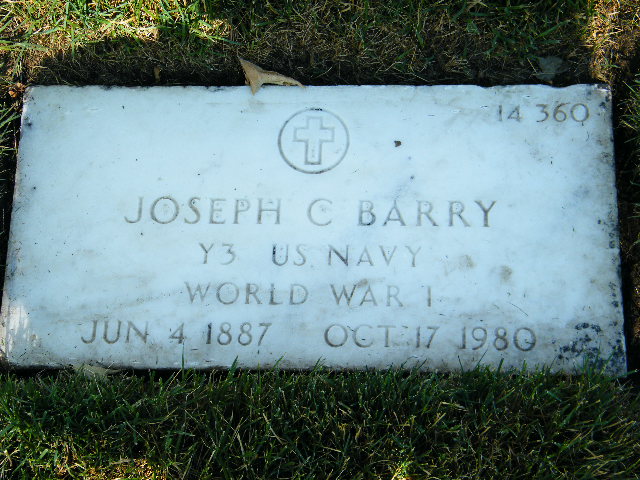 14 360
JOSEPH C BARRY
Y3 US NAVY
WORLD WAR I
JUN 4 1887 OCT 17 1980